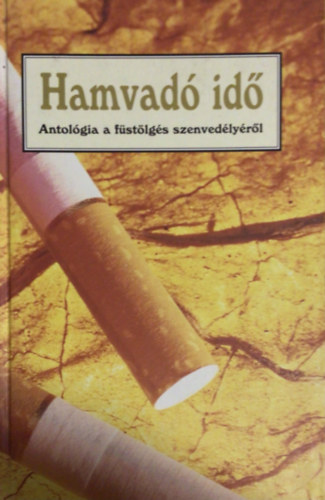 Hamvadó idő
Antológia a füstölgés szenvedélyéről